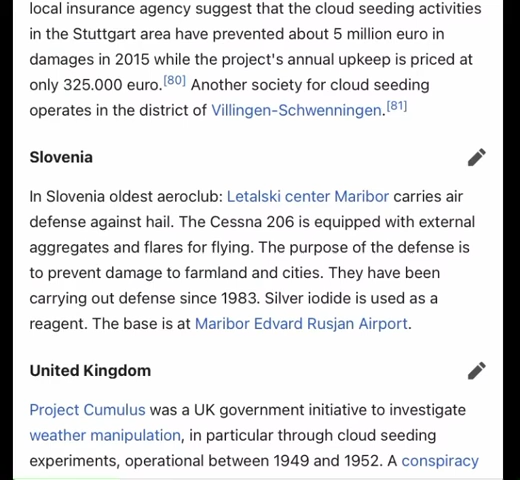 local insurance agency suggest that the cloud seeding activities
in the Stuttgart area have prevented about 5 million euro in
damages in 2015 while the project's annual upkeep is priced at
only 325.000 euro.[80] Another society for cloud seeding
operates in the district of Villingen-Schwenningen.[81]
Slovenia
In Slovenia oldest aeroclub: Letalski center Maribor carries air
defense against hail. The Cessna 206 is equipped with external
aggregates and flares for flying. The purpose of the defense is
to prevent damage to farmland and cities. They have been
carrying out defense since 1983. Silver iodide is used as a
reagent. The base is at Maribor Edvard Rusjan Airport.
United Kingdom
Project Cumulus was a UK government initiative to investigate
weather manipulation, in particular through cloud seeding
experiments, operational between 1949 and 1952. A conspiracy